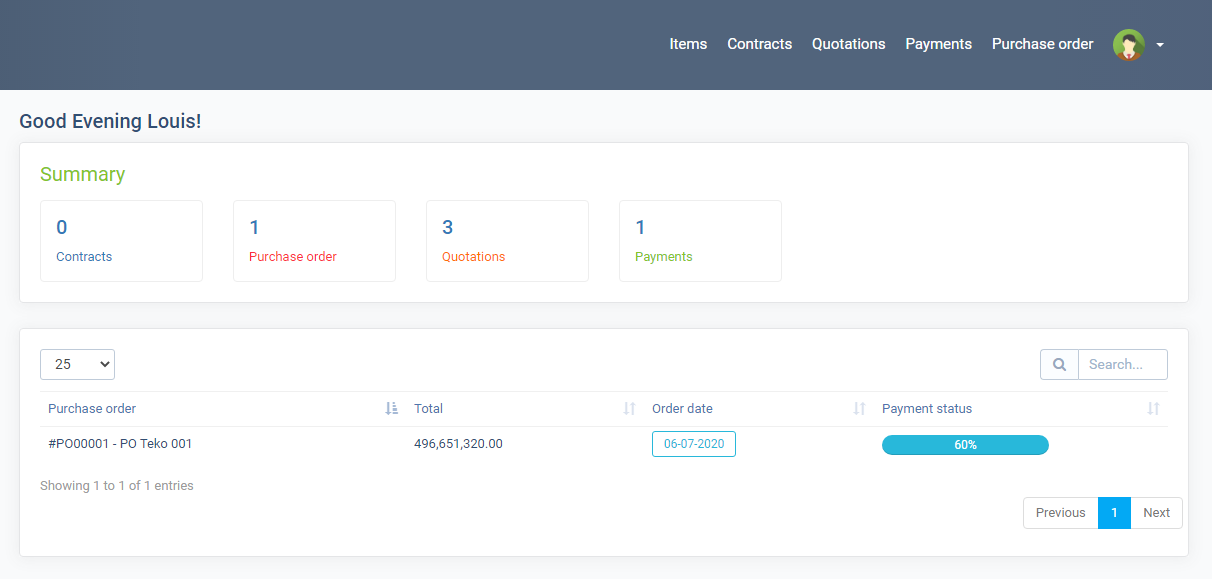 Items Contracts Quotations Payments Purchase order
Good Evening Louis!
Summary
0 1 3 1
Contracts Purchase order Quotations Payments
25 Search...
Purchase order Total Order date Payment status
#PO00001 - PO Teko 001 496,651,320.00 06-07-2020 60%
Showing 1 to 1 of 1 entries
Previous 1 Next